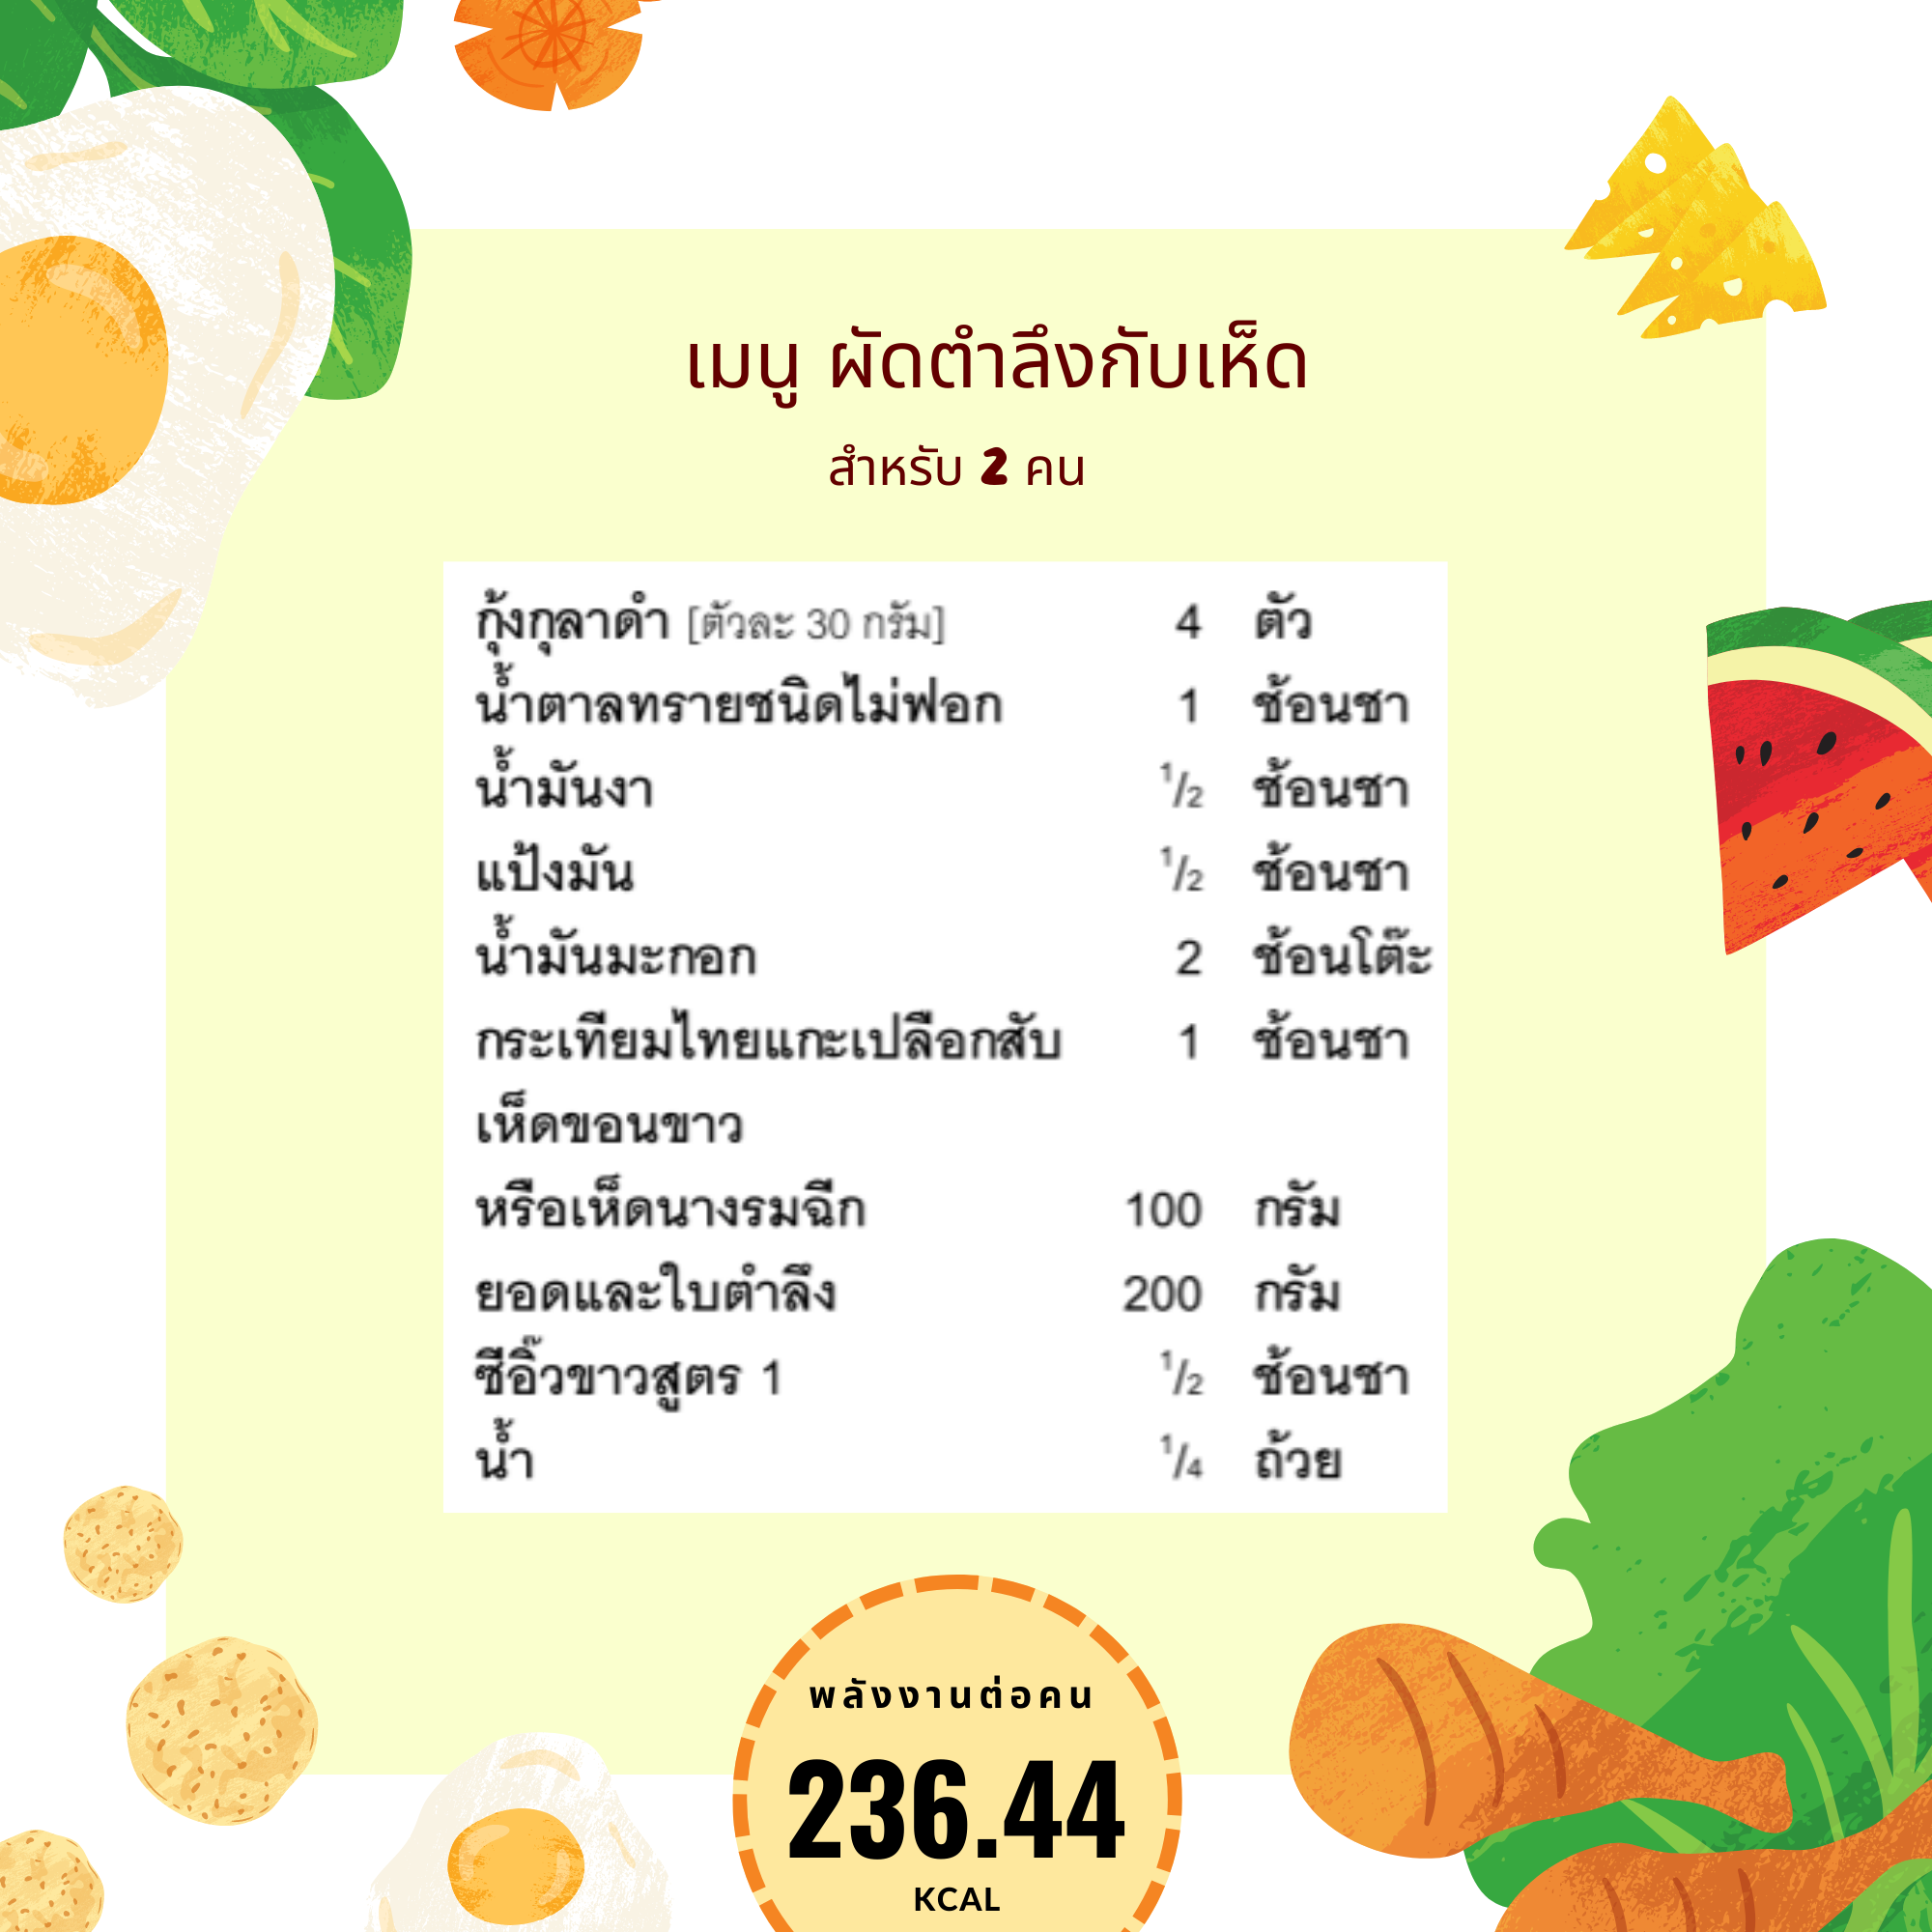 เมนู ผัดตำลึงกับเห็ด
สำหรับ 2 คน
กุ้งกุลาดำ [ตัวละ 30 กรัม] 4 ตัว
น้ำตาลทรายชนิดไม่ฟอก 1 ช้อนชา
น้ำมันงา 1/2 ช้อนชา
แป้งมัน 1/2 ช้อนชา
น้ำมันมะกอก 2 ช้อนโต๊ะ
กระเทียมไทยแกะเปลือกสับ 1 ช้อนชา
เห็ดขอนขาว
หรือเห็ดนางรมฉีก 100 กรัม
ยอดและใบตำลึง 200 กรัม
ซีอิ๊วขาวสูตร 1 1/2 ช้อนชา
น้ำ 1/4 ถ้วย
พลังงานต่อคน
236.44
KCAL